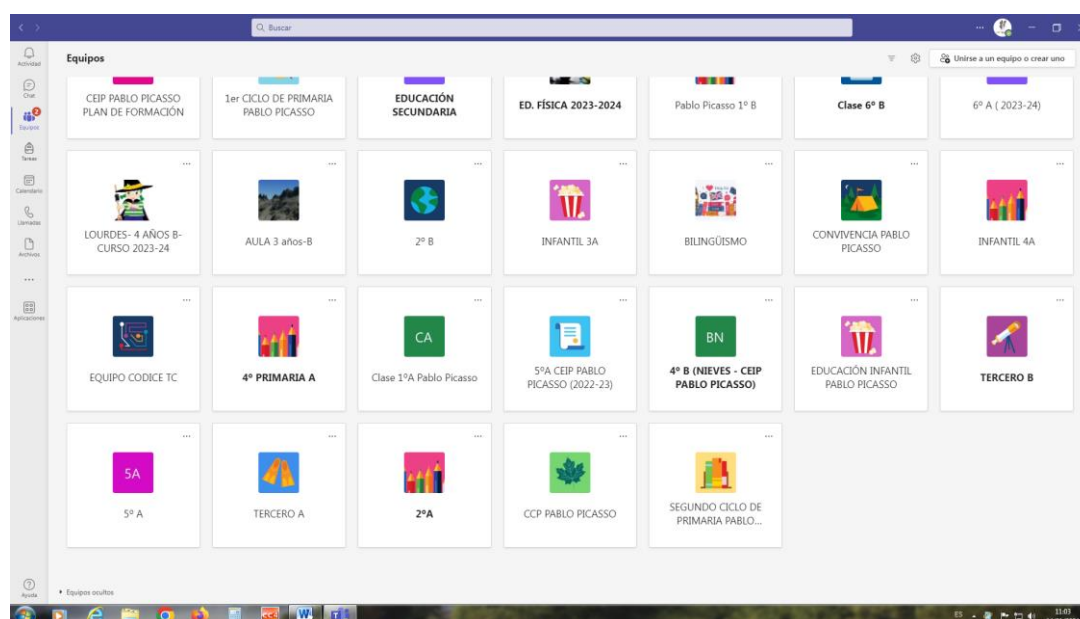 Buscar
Actividad
Chat
2
Equipos
Tareas
Calendario
Llamadas
Archivos
Aplicaciones
Ayuda
Equipos
Unirse a un equipo o crear uno
CEIP PABLO PICASSO
PLAN DE FORMACIÓN
1er CICLO DE PRIMARIA
PABLO PICASSO
EDUCACIÓN
SECUNDARIA
ED. FÍSICA 2023-2024
Pablo Picasso 1º B
Clase 6º B
6º A ( 2023-24)
LOURDES- 4 AÑOS B-
CURSO 2023-24
AULA 3 años-B
2º B
INFANTIL 3A
BILINGÜISMO
CONVIVENCIA PABLO
PICASSO
INFANTIL 4A
EQUIPO CODICE TC
4º PRIMARIA A
CA
Clase 1ºA Pablo Picasso
5ºA CEIP PABLO
PICASSO (2022-23)
BN
4º B (NIEVES - CEIP
PABLO PICASSO)
EDUCACIÓN INFANTIL
PABLO PICASSO
TERCERO B
5A
5º A
TERCERO A
2ºA
CCP PABLO PICASSO
SEGUNDO CICLO DE
PRIMARIA PABLO...
Equipos ocultos
ES
11:03